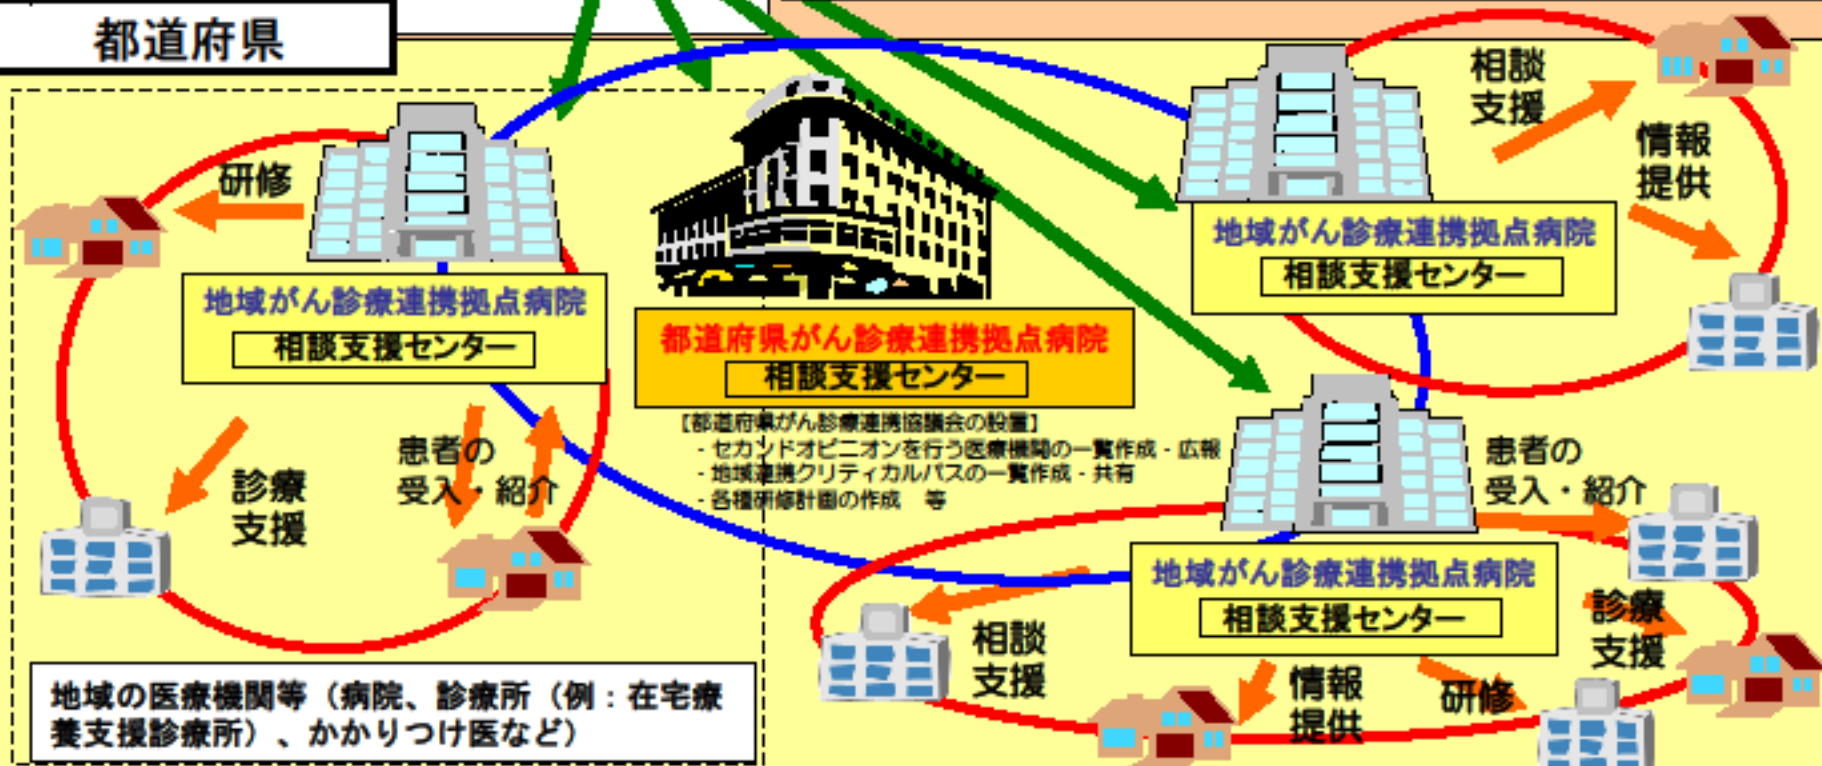 都道府県
研修
地域がん診療連携拠点病院
相談支援センター
診療
支援
患者の
受入・紹介
地域の医療機関等（病院、診療所（例：在宅療
養支援診療所）、かかりつけ医など）
都道府県がん診療連携拠点病院
相談支援センター
【都道府県がん診療連携協議会の設置】
- セカンドオピニオンを行う医療機関の一覧作成・広報
- 地域連携クリティカルパスの一覧作成・共有
- 各種研修計画の作成　等
相談
支援
情報
提供
地域がん診療連携拠点病院
相談支援センター
患者の
受入・紹介
地域がん診療連携拠点病院
相談支援センター
診療
支援
相談
支援
情報
提供
研修